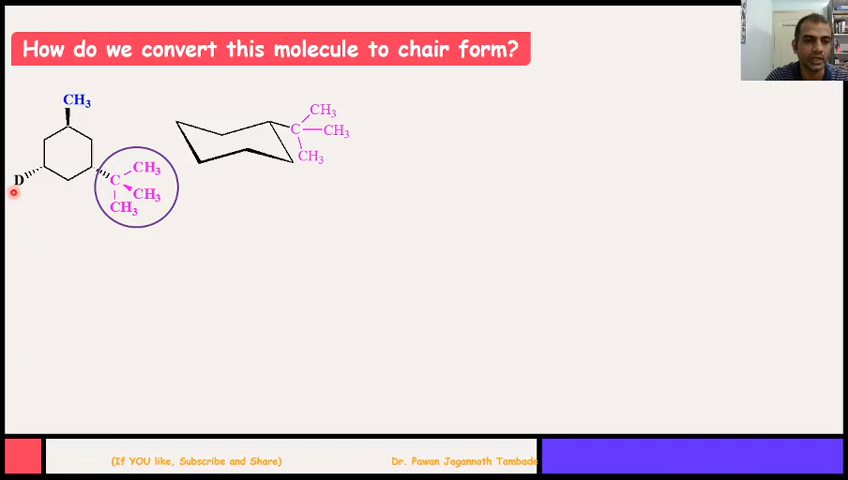 How do we convert this molecule to chair form?
CH3
D
C
CH3
CH3
CH3
CH3
C
CH3
CH3
(If YOU like, Subscribe and Share)
Dr. Pawan Jagannath Tambade